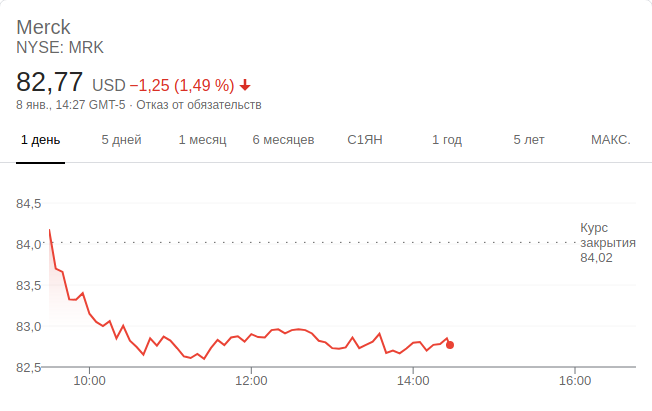 Merck
NYSE: MRK
82,77 USD −1,25 (1,49 %)
8 янв., 14:27 GMT-5 · Отказ от обязательств
1 день 5 дней 1 месяц 6 месяцев С1ЯН 1 год 5 лет МАКС.
84,5
84,0
83,5
83,0
82,5
Курс
закрытия
84,02
10:00 12:00 14:00 16:00